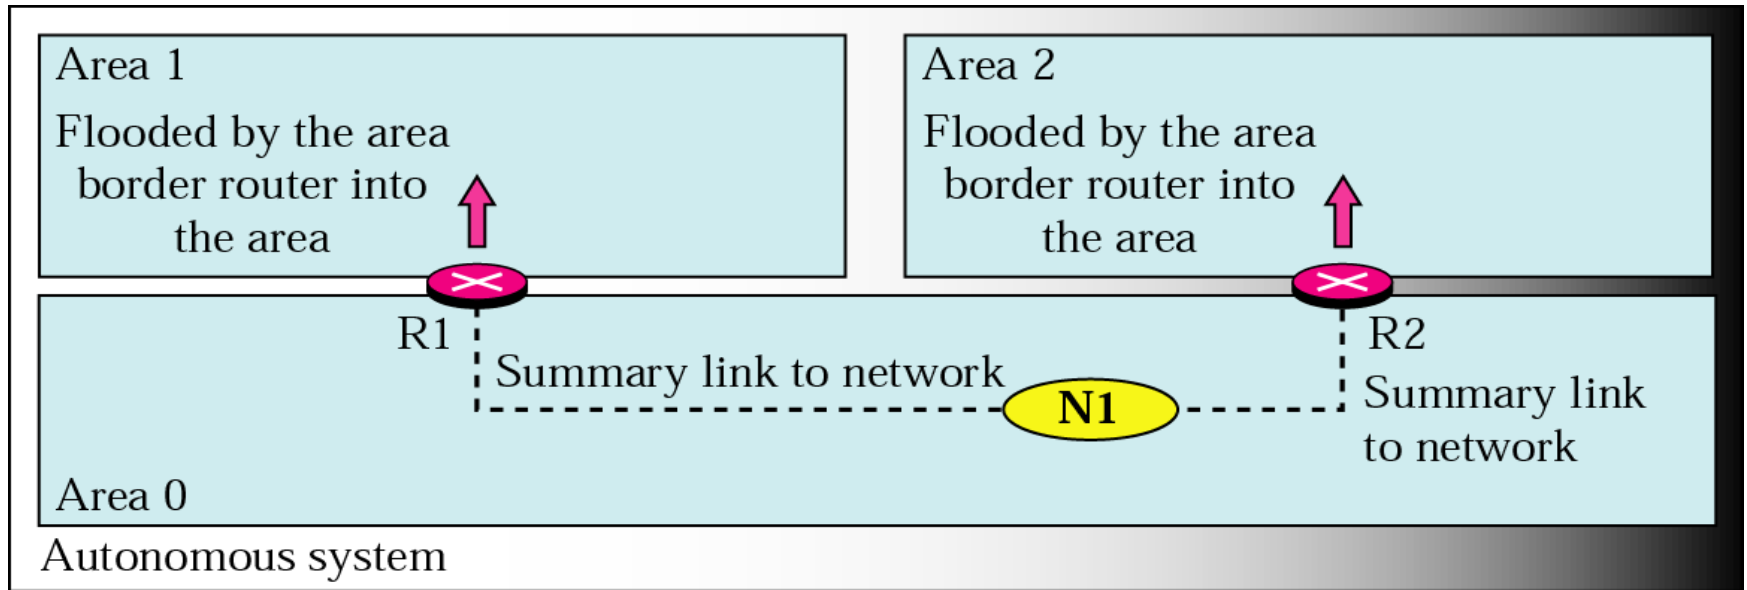 Area 1
Flooded by the area
border router into
the area
Area 2
Flooded by the area
border router into
the area
R1
R2
Summary link to network
N1
Summary link
to network
Area 0
Autonomous system